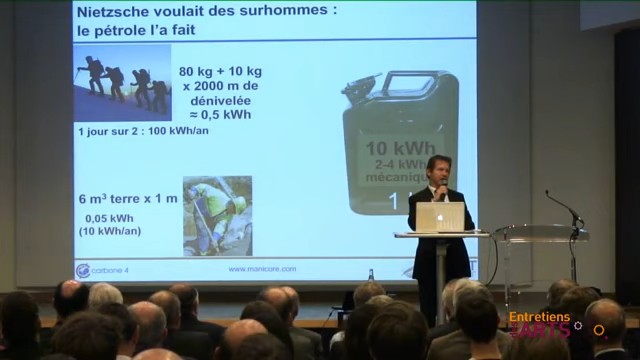 Nietzsche voulait des surhommes :
le pétrole l’a fait
80 kg + 10 kg
x 2000 m de
dénivelée
≈ 0,5 kWh
1 jour sur 2 : 100 kWh/an
10 kWh
2-4 kWh
mécanique
1
6 m³ terre x 1 m
0,05 kWh
(10 kWh/an)
carbone 4
www.manicore.com
Entretiens
ARTS